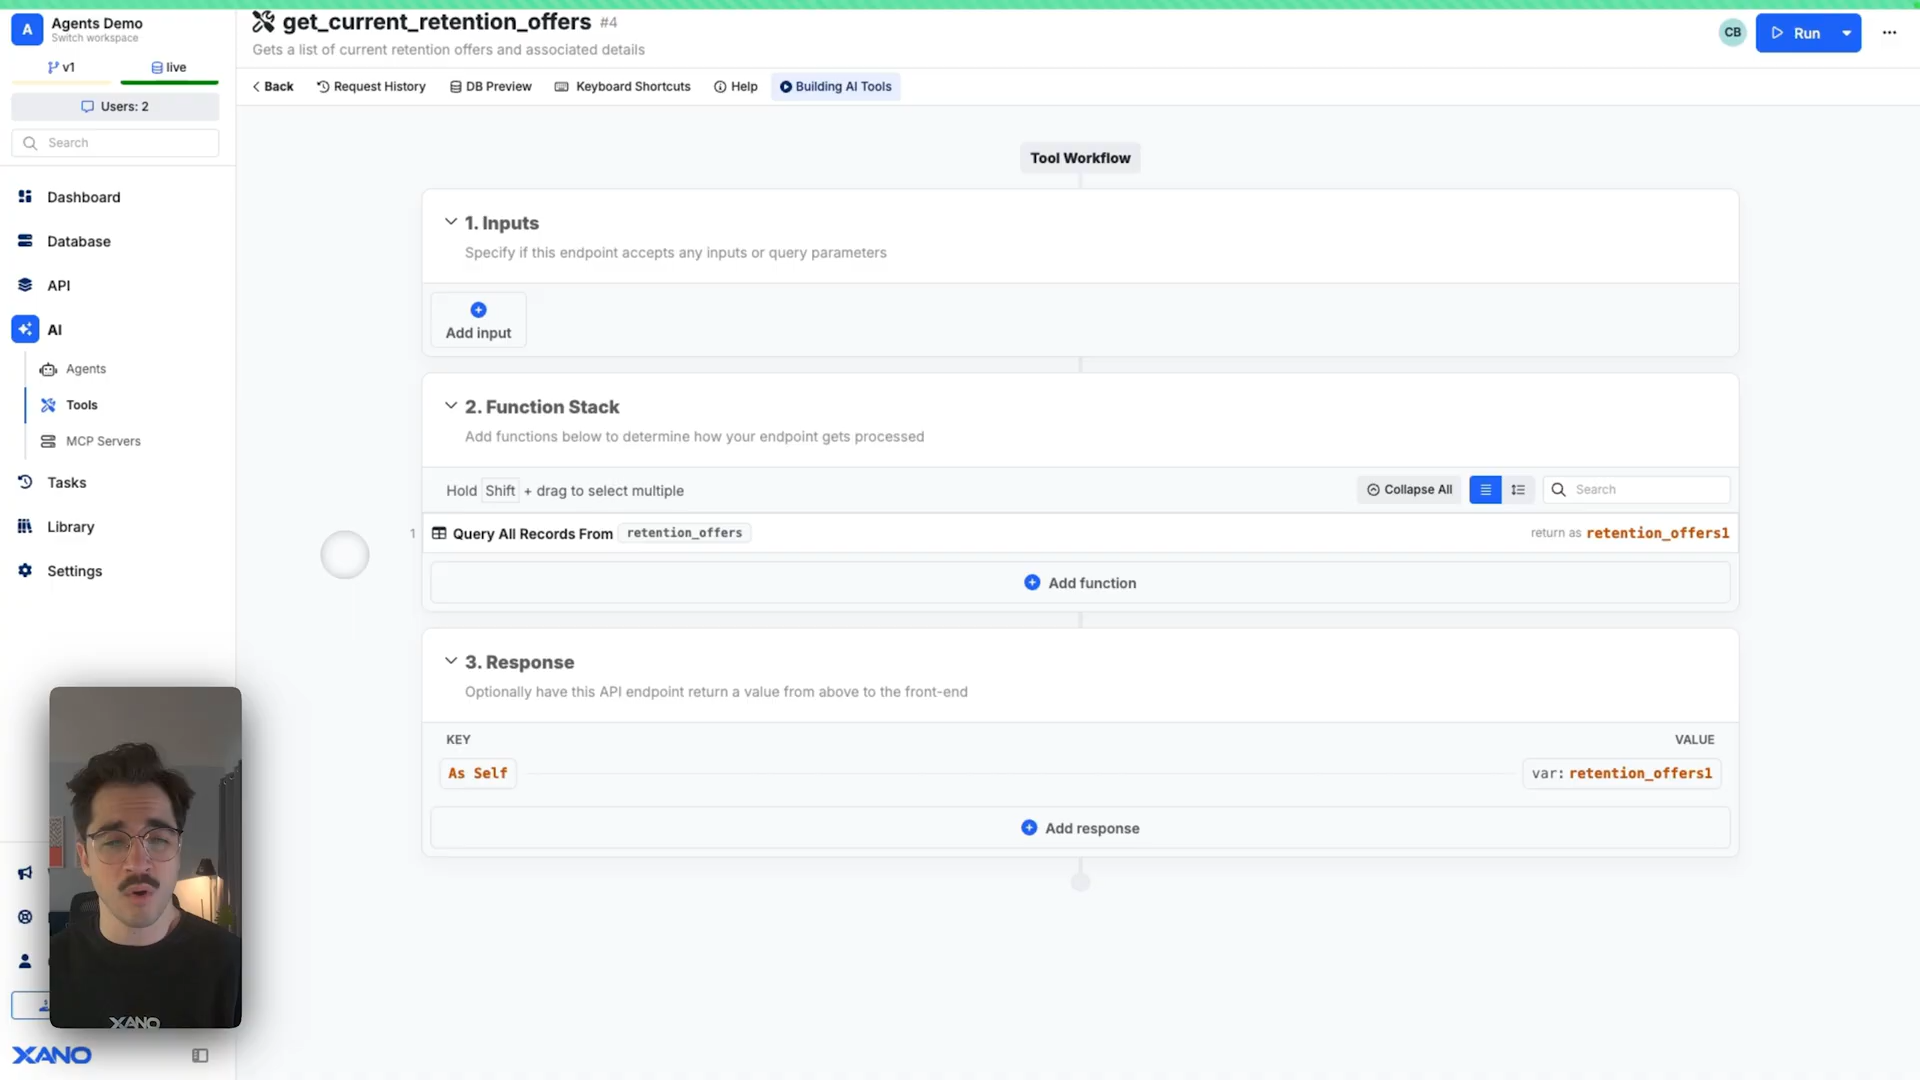 A
Agents Demo
Switch workspace
v1
live
Users: 2
Search
Dashboard
Database
API
AI
Agents
Tools
MCP Servers
Tasks
Library
Settings
XANO
XANO
get_current_retention_offers #4
Gets a list of current retention offers and associated details
CB
Run
Back
Request History
DB Preview
Keyboard Shortcuts
Help
Building AI Tools
Tool Workflow
1. Inputs
Specify if this endpoint accepts any inputs or query parameters
Add input
2. Function Stack
Add functions below to determine how your endpoint gets processed
Hold Shift + drag to select multiple
Collapse All
Search
1 Query All Records From retention_offers return as retention_offers1
Add function
3. Response
Optionally have this API endpoint return a value from above to the front-end
KEY VALUE
As Self var: retention_offers1
Add response